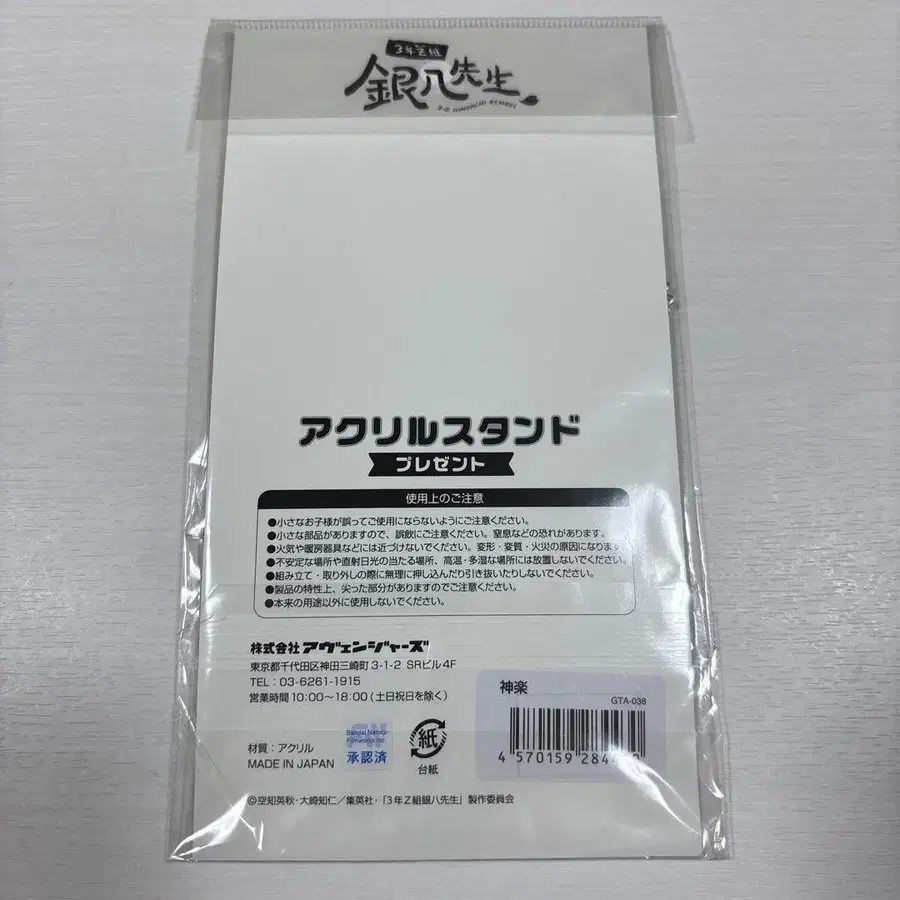 3年Z組
銀八先生
アクリルスタンド
プレゼント
使用上のご注意
●小さなお子様が誤ってご使用にならないようにご注意ください。
●小さな部品がありますので、誤飲にご注意ください。窒息などの恐れがあります。
●火気や暖房器具などには近づけないでください。変形・変質・火災の原因になります
●不安定な場所や直射日光の当たる場所、高温・多湿な場所には放置しないでください。
●組み立て・取り外しの際に無理に押し込んだり引き抜いたりしないでください。
●製品の特性上、尖った部分がありますのでご注意ください。
●本来の用途以外に使用しないでください。
株式会社アヴェンジャーズ
東京都千代田区神田三崎町3-1-2 SRビル4F
TEL:03-6261-1915
営業時間10:00～18:00(土日祝日を除く)
神楽
GTA-038
材質:アクリル
MADE IN JAPAN
Bandai Namco
Filmworks Inc.
承認済
紙
台紙
4 570159 284
©空知英秋・大崎知仁/集英社・「3年Z組銀八先生」製作委員会